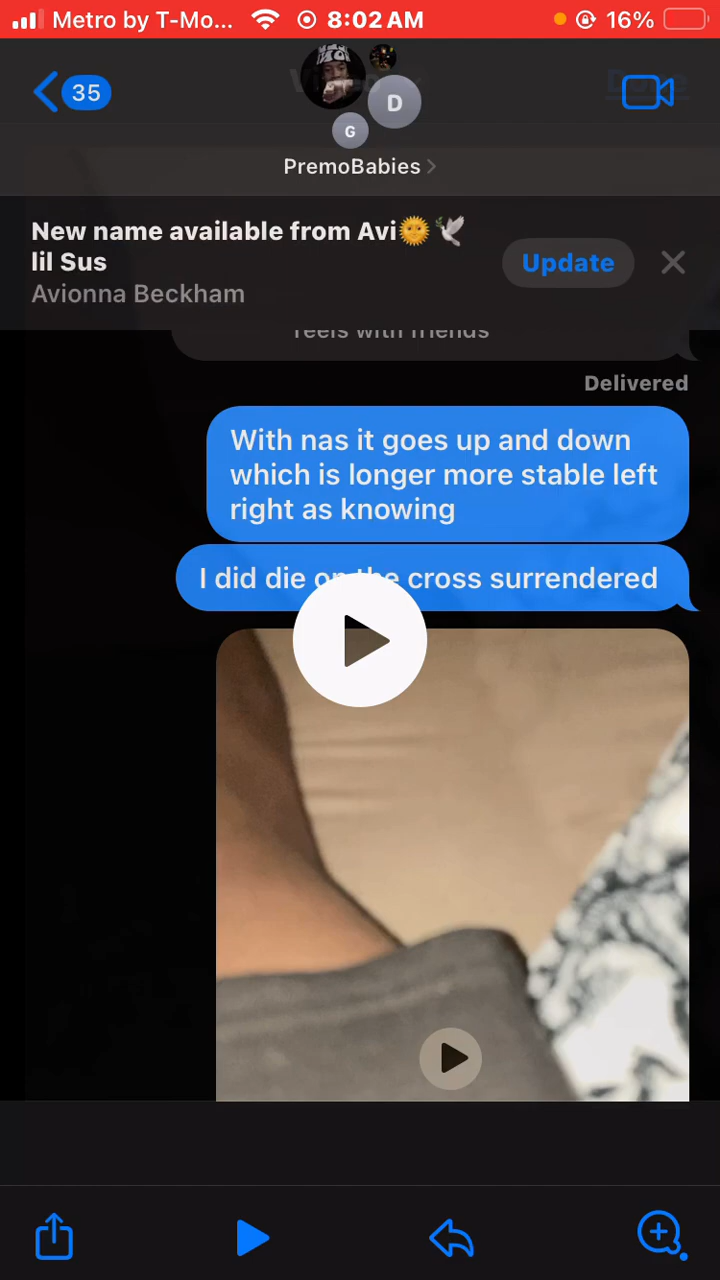 Metro by T-Mo... 8:02 AM 16%
35
D
G
PremoBabies
New name available from Avi🌞🕊
lil Sus
Avionna Beckham
Update
reels with friends
Delivered
With nas it goes up and down
which is longer more stable left
right as knowing
I did die on the cross surrendered